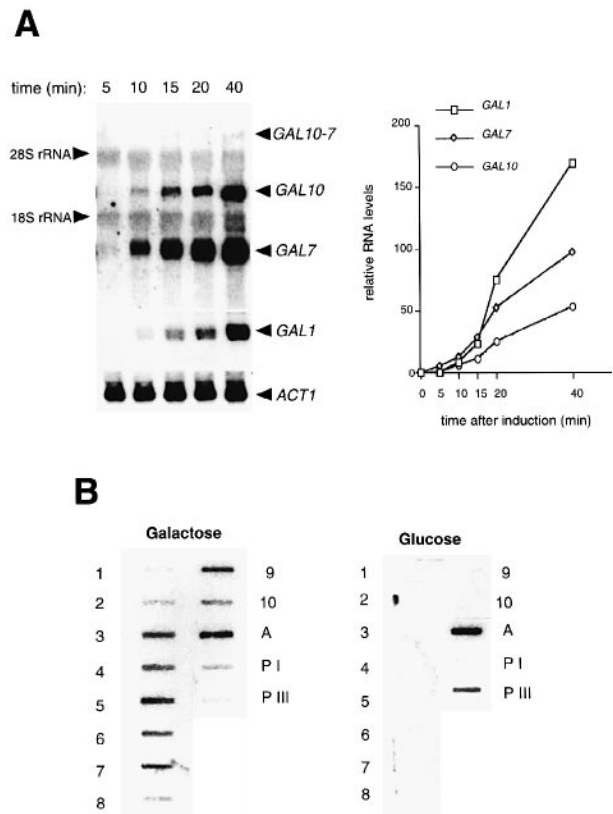 A
time (min): 5 10 15 20 40
GAL10-7
28S rRNA
GAL10
18S rRNA
GAL7
GAL1
ACT1
GAL1
GAL7
GAL10
200
150
100
50
0
relative RNA levels
0 5 10 15 20 40
time after induction (min)
B
Galactose
1 9
2 10
3 A
4 P I
5 P III
6
7
8
Glucose
1 9
2 10
3 A
4 P I
5 P III
6
7
8